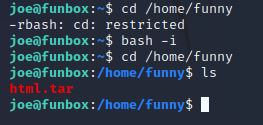 joe@funbox:~$ cd /home/funny
-rbash: cd: restricted
joe@funbox:~$ bash -i
joe@funbox:~$ cd /home/funny
joe@funbox:/home/funny$ ls
html.tar
joe@funbox:/home/funny$